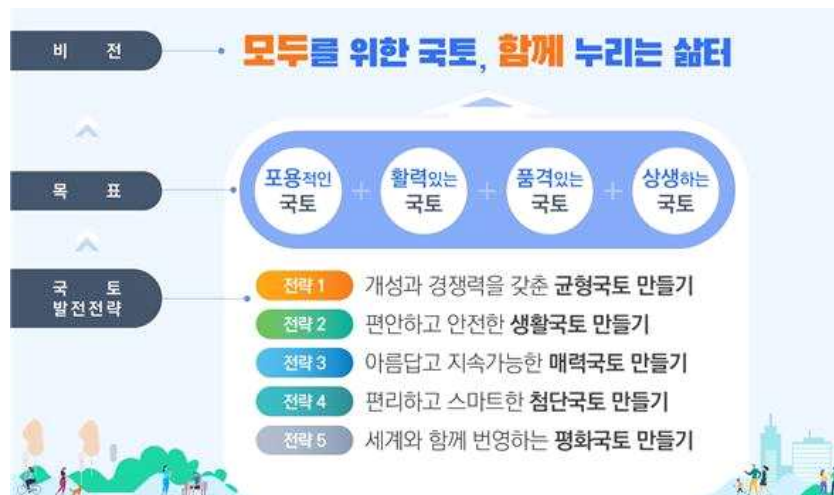 비 전
모두를 위한 국토, 함께 누리는 삶터
목 표
포용적인
국토
+
활력있는
국토
+
품격있는
국토
+
상생하는
국토
국 토
발전전략
전략 1 개성과 경쟁력을 갖춘 균형국토 만들기
전략 2 편안하고 안전한 생활국토 만들기
전략 3 아름답고 지속가능한 매력국토 만들기
전략 4 편리하고 스마트한 첨단국토 만들기
전략 5 세계와 함께 번영하는 평화국토 만들기